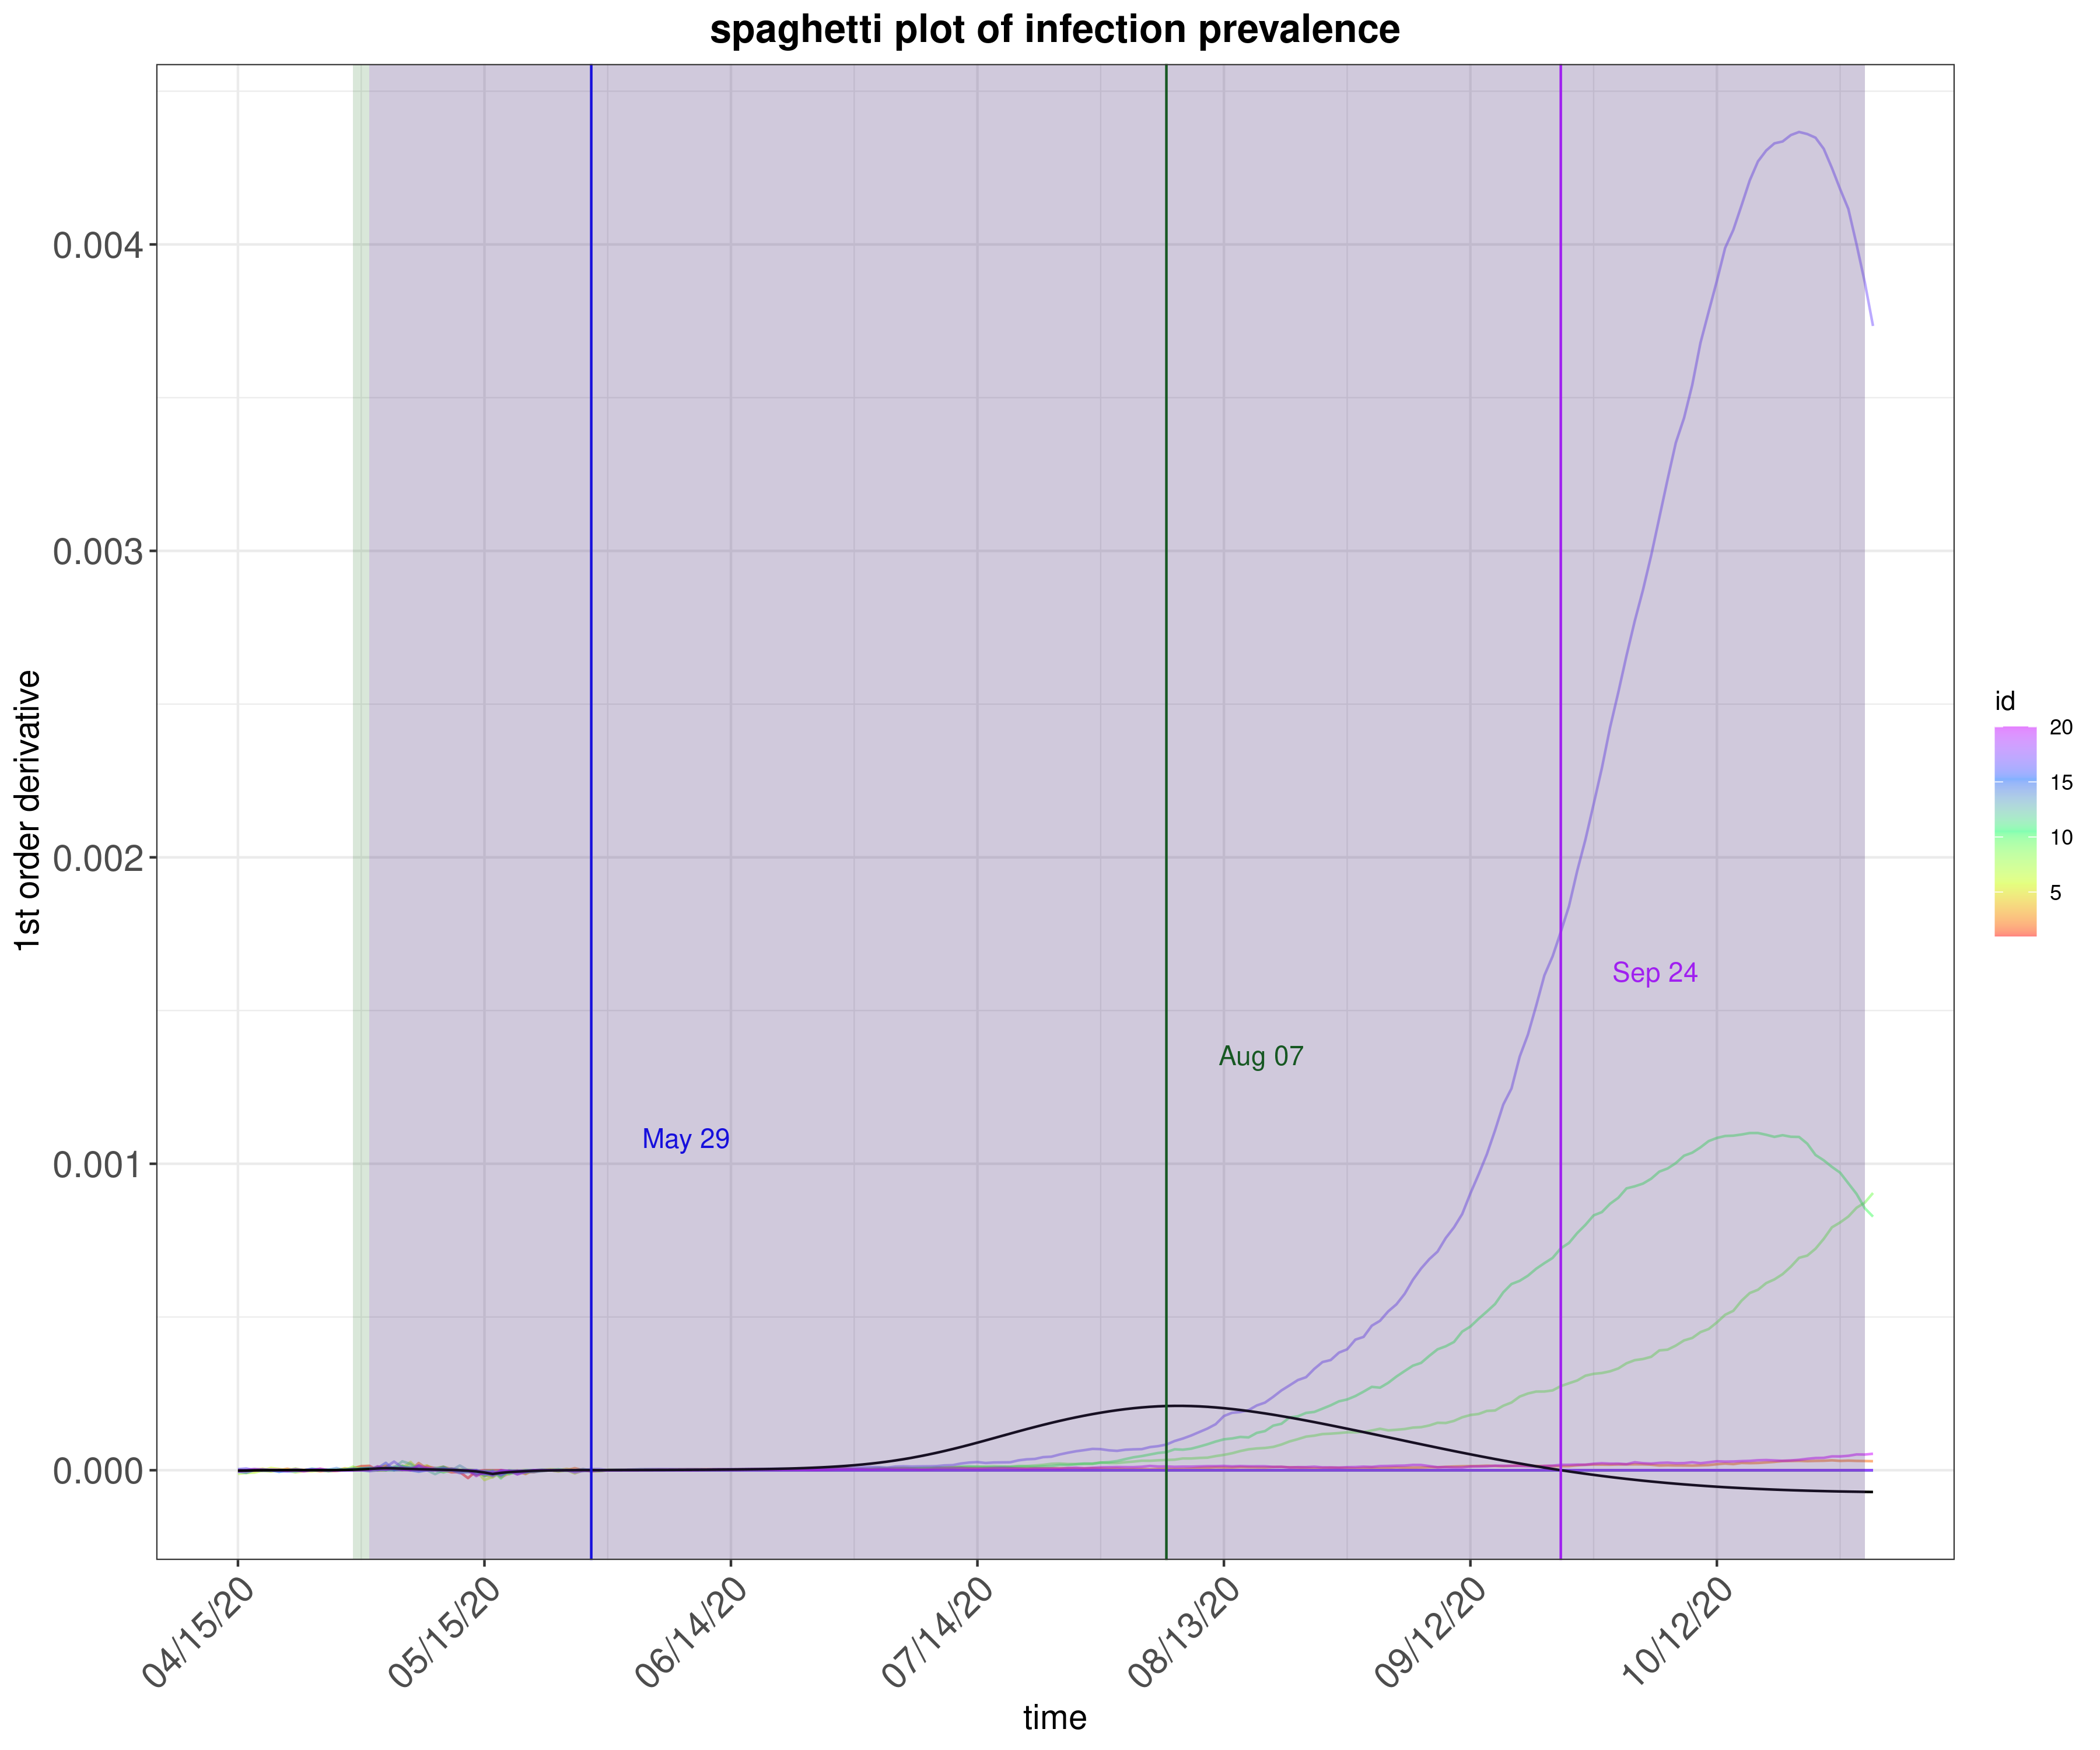 spaghetti plot of infection prevalence
1st order derivative
0.004
0.003
0.002
0.001
0.000
May 29
Aug 07
Sep 24
04/15/20
05/15/20
06/14/20
07/14/20
08/13/20
09/12/20
10/12/20
time
id
20
15
10
5